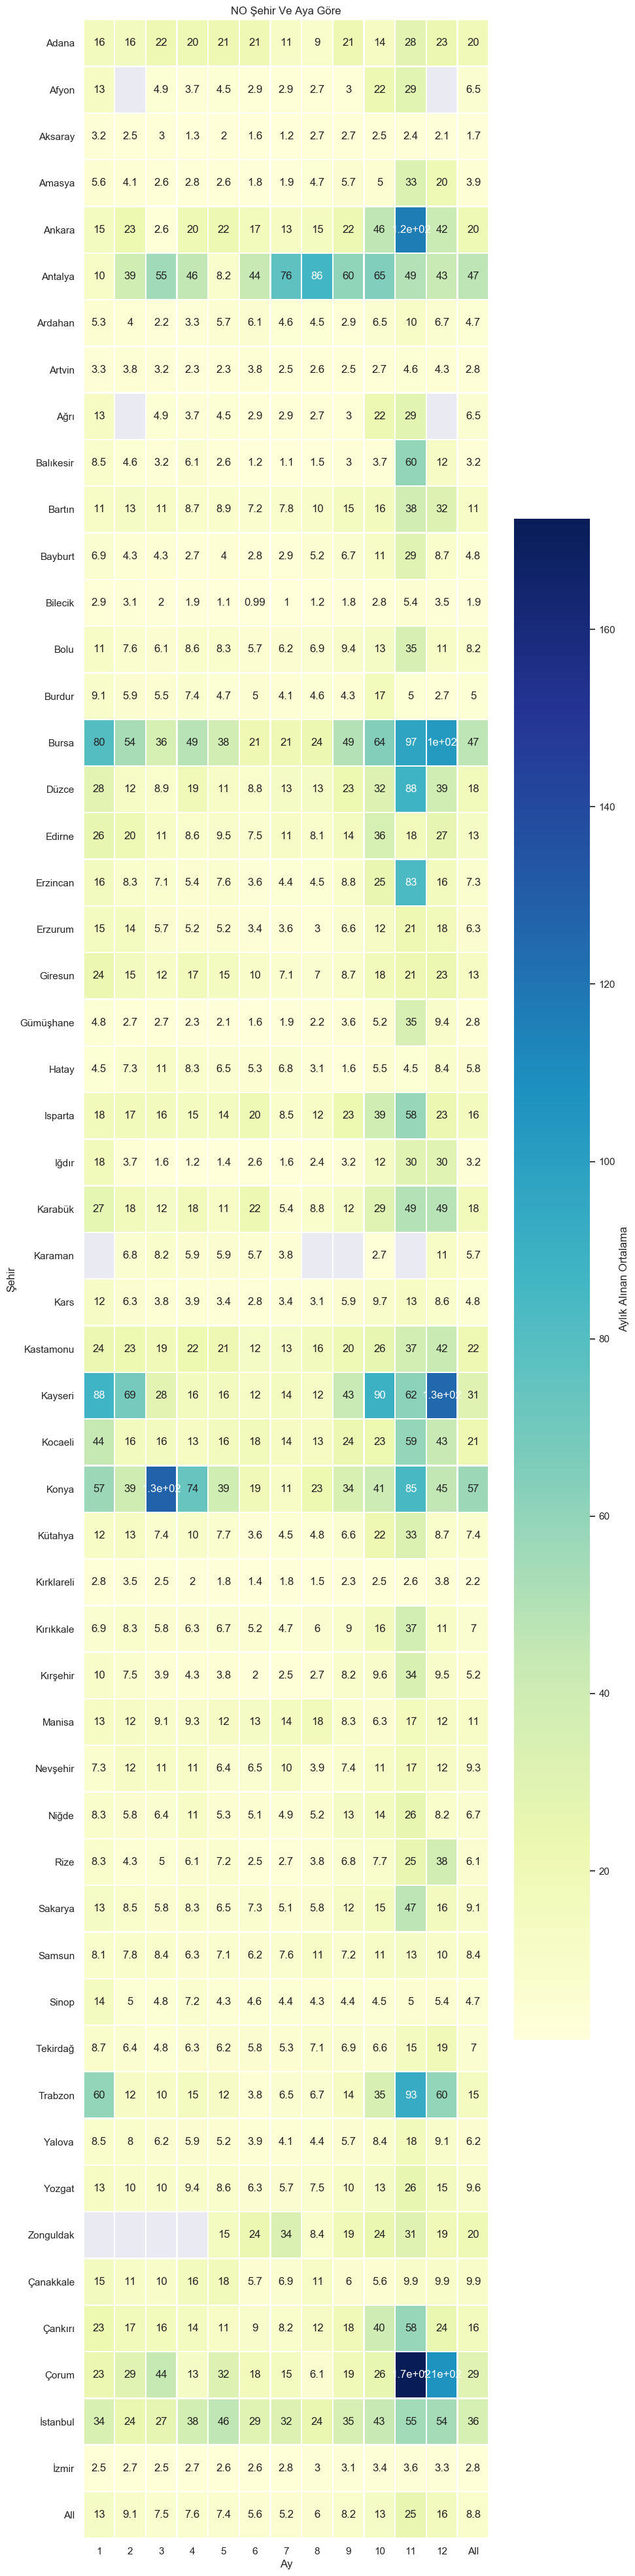 NO Şehir Ve Aya Göre
Adana 16 16 22 20 21 21 11 9 21 14 28 23 20
Afyon 13 4.9 3.7 4.5 2.9 2.9 2.7 3 22 29 6.5
Aksaray 3.2 2.5 3 1.3 2 1.6 1.2 2.7 2.7 2.5 2.4 2.1 1.7
Amasya 5.6 4.1 2.6 2.8 2.6 1.8 1.9 4.7 5.7 5 33 20 3.9
Ankara 15 23 2.6 20 22 17 13 15 22 46 .2e+02 42 20
Antalya 10 39 55 46 8.2 44 76 86 60 65 49 43 47
Ardahan 5.3 4 2.2 3.3 5.7 6.1 4.6 4.5 2.9 6.5 10 6.7 4.7
Artvin 3.3 3.8 3.2 2.3 2.3 3.8 2.5 2.6 2.5 2.7 4.6 4.3 2.8
Ağrı 13 4.9 3.7 4.5 2.9 2.9 2.7 3 22 29 6.5
Balıkesir 8.5 4.6 3.2 6.1 2.6 1.2 1.1 1.5 3 3.7 60 12 3.2
Bartın 11 13 11 8.7 8.9 7.2 7.8 10 15 16 38 32 11
Bayburt 6.9 4.3 4.3 2.7 4 2.8 2.9 5.2 6.7 11 29 8.7 4.8
Bilecik 2.9 3.1 2 1.9 1.1 0.99 1 1.2 1.8 2.8 5.4 3.5 1.9
Bolu 11 7.6 6.1 8.6 8.3 5.7 6.2 6.9 9.4 13 35 11 8.2
Burdur 9.1 5.9 5.5 7.4 4.7 5 4.1 4.6 4.3 17 5 2.7 5
Bursa 80 54 36 49 38 21 21 24 49 64 97 1e+02 47
Düzce 28 12 8.9 19 11 8.8 13 13 23 32 88 39 18
Edirne 26 20 11 8.6 9.5 7.5 11 8.1 14 36 18 27 13
Erzincan 16 8.3 7.1 5.4 7.6 3.6 4.4 4.5 8.8 25 83 16 7.3
Erzurum 15 14 5.7 5.2 5.2 3.4 3.6 3 6.6 12 21 18 6.3
Giresun 24 15 12 17 15 10 7.1 7 8.7 18 21 23 13
Gümüşhane 4.8 2.7 2.7 2.3 2.1 1.6 1.9 2.2 3.6 5.2 35 9.4 2.8
Hatay 4.5 7.3 11 8.3 6.5 5.3 6.8 3.1 1.6 5.5 4.5 8.4 5.8
Isparta 18 17 16 15 14 20 8.5 12 23 39 58 23 16
Iğdır 18 3.7 1.6 1.2 1.4 2.6 1.6 2.4 3.2 12 30 30 3.2
Karabük 27 18 12 18 11 22 5.4 8.8 12 29 49 49 18
Karaman 6.8 8.2 5.9 5.9 5.7 3.8 2.7 11 5.7
Kars 12 6.3 3.8 3.9 3.4 2.8 3.4 3.1 5.9 9.7 13 8.6 4.8
Kastamonu 24 23 19 22 21 12 13 16 20 26 37 42 22
Kayseri 88 69 28 16 16 12 14 12 43 90 62 .3e+02 31
Kocaeli 44 16 16 13 16 18 14 13 24 23 59 43 21
Konya 57 39 .3e+02 74 39 19 11 23 34 41 85 45 57
Kütahya 12 13 7.4 10 7.7 3.6 4.5 4.8 6.6 22 33 8.7 7.4
Kırklareli 2.8 3.5 2.5 2 1.8 1.4 1.8 1.5 2.3 2.5 2.6 3.8 2.2
Kırıkkale 6.9 8.3 5.8 6.3 6.7 5.2 4.7 6 9 16 37 11 7
Kırşehir 10 7.5 3.9 4.3 3.8 2 2.5 2.7 8.2 9.6 34 9.5 5.2
Manisa 13 12 9.1 9.3 12 13 14 18 8.3 6.3 17 12 11
Nevşehir 7.3 12 11 11 6.4 6.5 10 3.9 7.4 11 17 12 9.3
Niğde 8.3 5.8 6.4 11 5.3 5.1 4.9 5.2 13 14 26 8.2 6.7
Rize 8.3 4.3 5 6.1 7.2 2.5 2.7 3.8 6.8 7.7 25 38 6.1
Sakarya 13 8.5 5.8 8.3 6.5 7.3 5.1 5.8 12 15 47 16 9.1
Samsun 8.1 7.8 8.4 6.3 7.1 6.2 7.6 11 7.2 11 13 10 8.4
Sinop 14 5 4.8 7.2 4.3 4.6 4.4 4.3 4.4 4.5 5 5.4 4.7
Tekirdağ 8.7 6.4 4.8 6.3 6.2 5.8 5.3 7.1 6.9 6.6 15 19 7
Trabzon 60 12 10 15 12 3.8 6.5 6.7 14 35 93 60 15
Yalova 8.5 8 6.2 5.9 5.2 3.9 4.1 4.4 5.7 8.4 18 9.1 6.2
Yozgat 13 10 10 9.4 8.6 6.3 5.7 7.5 10 13 26 15 9.6
Zonguldak 15 24 34 8.4 19 24 31 19 20
Çanakkale 15 11 10 16 18 5.7 6.9 11 6 5.6 9.9 9.9 9.9
Çankırı 23 17 16 14 11 9 8.2 12 18 40 58 24 16
Çorum 23 29 44 13 32 18 15 6.1 19 26 .7e+02 .1e+02 29
İstanbul 34 24 27 38 46 29 32 24 35 43 55 54 36
İzmir 2.5 2.7 2.5 2.7 2.6 2.6 2.8 3 3.1 3.4 3.6 3.3 2.8
All 13 9.1 7.5 7.6 7.4 5.6 5.2 6 8.2 13 25 16 8.8
1 2 3 4 5 6 7 8 9 10 11 12 All
Ay
Şehir
160
140
120
100
80
60
40
20
Aylık Alınan Ortalama